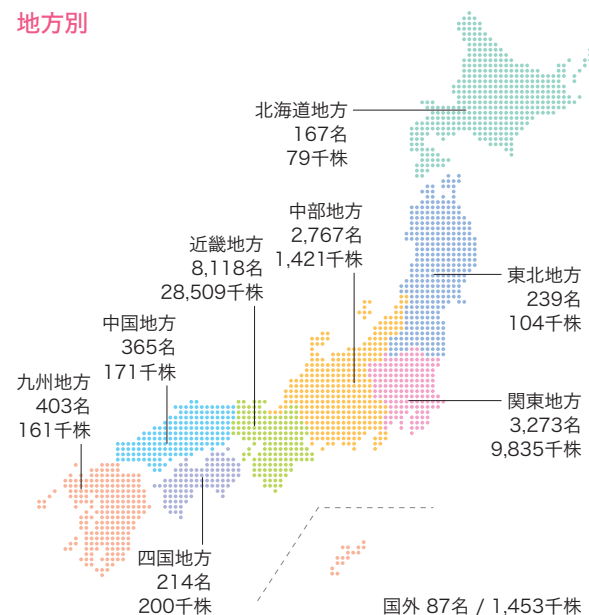 地方別
北海道地方
167名
79千株
中部地方
2,767名
1,421千株
近畿地方
8,118名
28,509千株
東北地方
239名
104千株
中国地方
365名
171千株
九州地方
403名
161千株
関東地方
3,273名
9,835千株
四国地方
214名
200千株
国外 87名 / 1,453千株